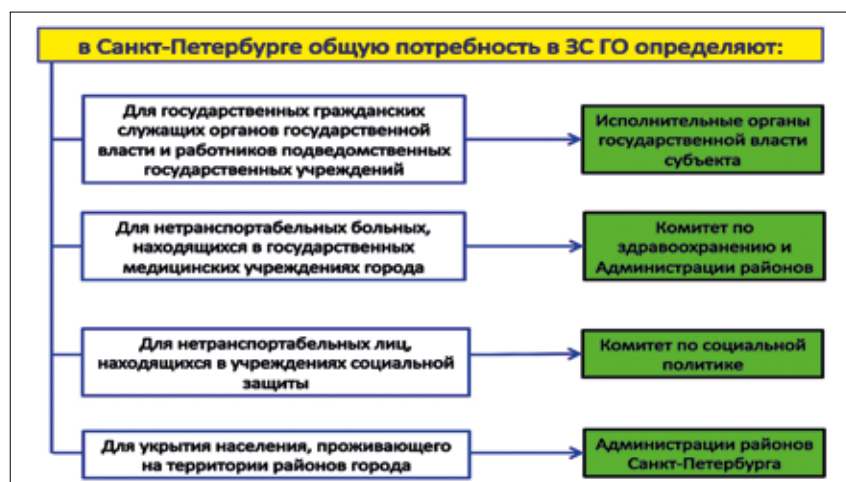 в Санкт-Петербурге общую потребность в ЗС ГО определяют:
Для государственных гражданских
служащих органов государственной
власти и работников подведомственных
государственных учреждений
Исполнительные органы
государственной власти
субъекта
Для нетранспортабельных больных,
находящихся в государственных
медицинских учреждениях города
Комитет по
здравоохранению и
Администрации районов
Для нетранспортабельных лиц,
находящихся в учреждениях социальной
защиты
Комитет по социальной
политике
Для укрытия населения, проживающего
на территории районов города
Администрации районов
Санкт-Петербурга